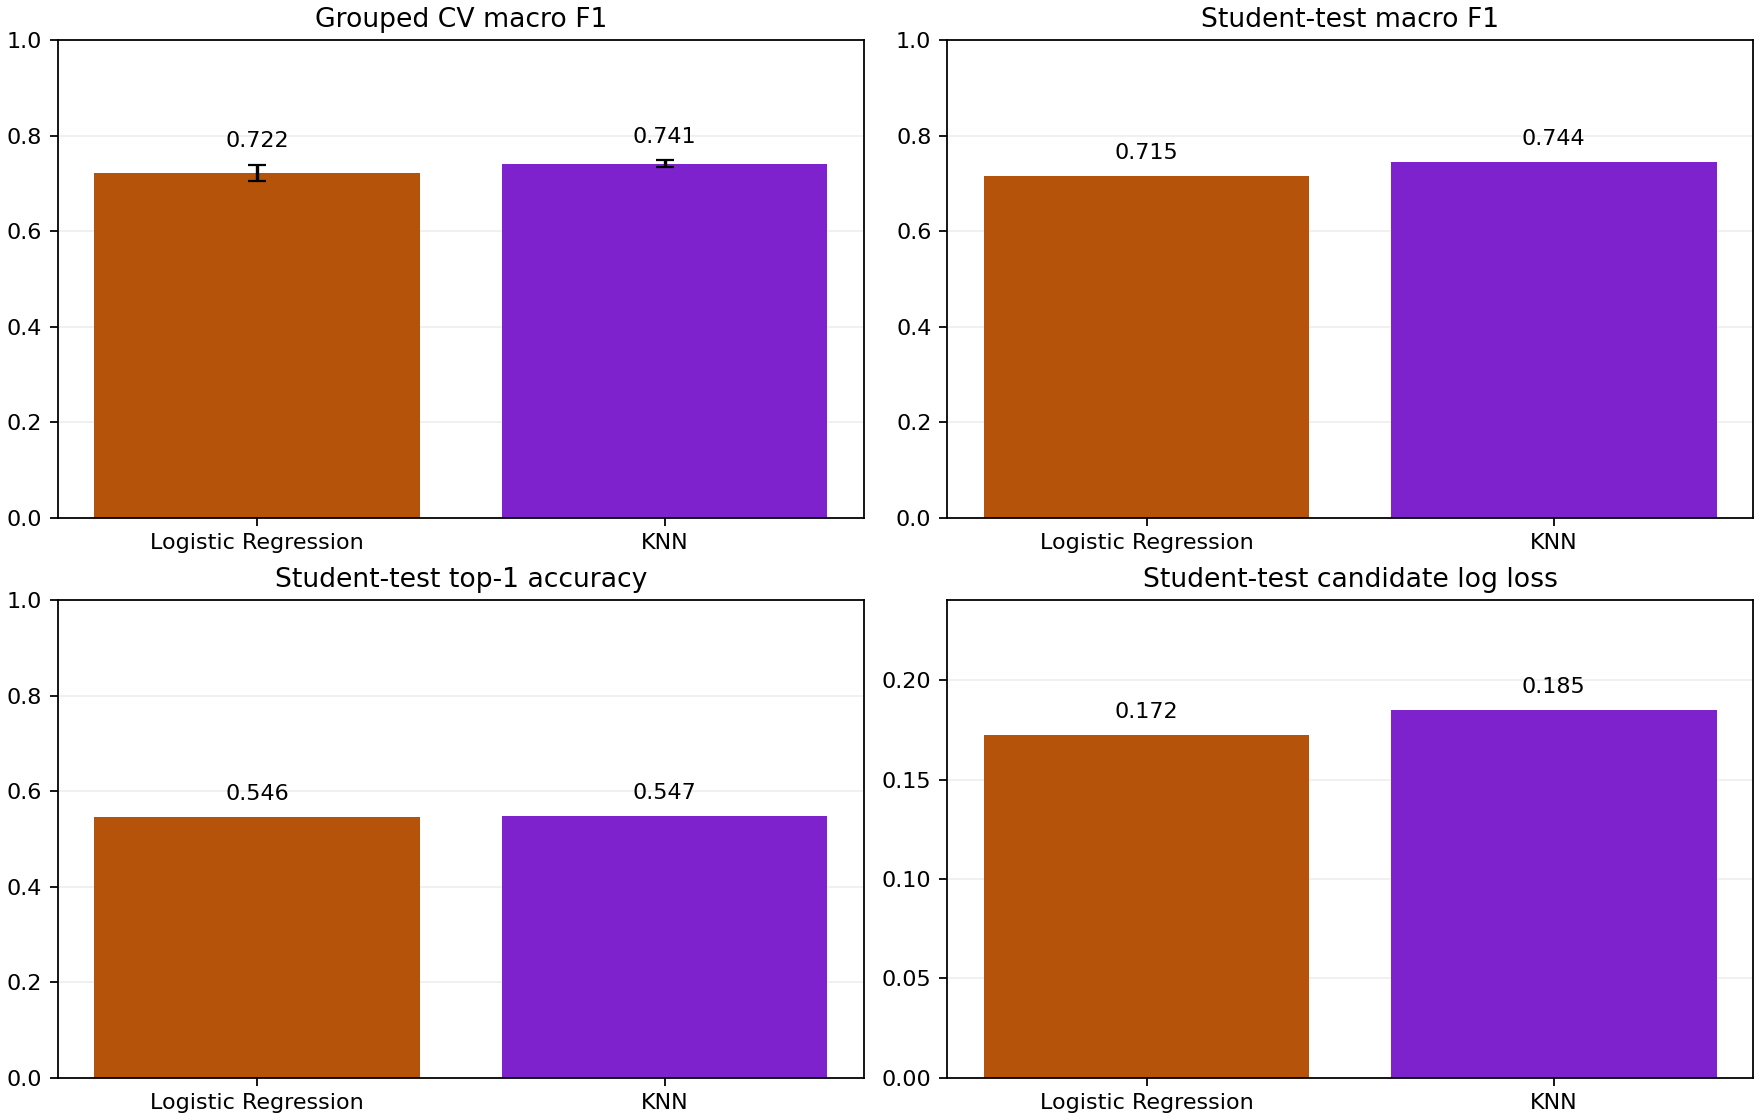 Grouped CV macro F1
1.0
0.8
0.6
0.4
0.2
0.0
0.722
0.741
Logistic Regression
KNN
Student-test macro F1
1.0
0.8
0.6
0.4
0.2
0.0
0.715
0.744
Logistic Regression
KNN
Student-test top-1 accuracy
1.0
0.8
0.6
0.4
0.2
0.0
0.546
0.547
Logistic Regression
KNN
Student-test candidate log loss
0.20
0.15
0.10
0.05
0.00
0.172
0.185
Logistic Regression
KNN